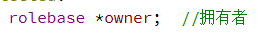 rolebase *owner;  //拥有者